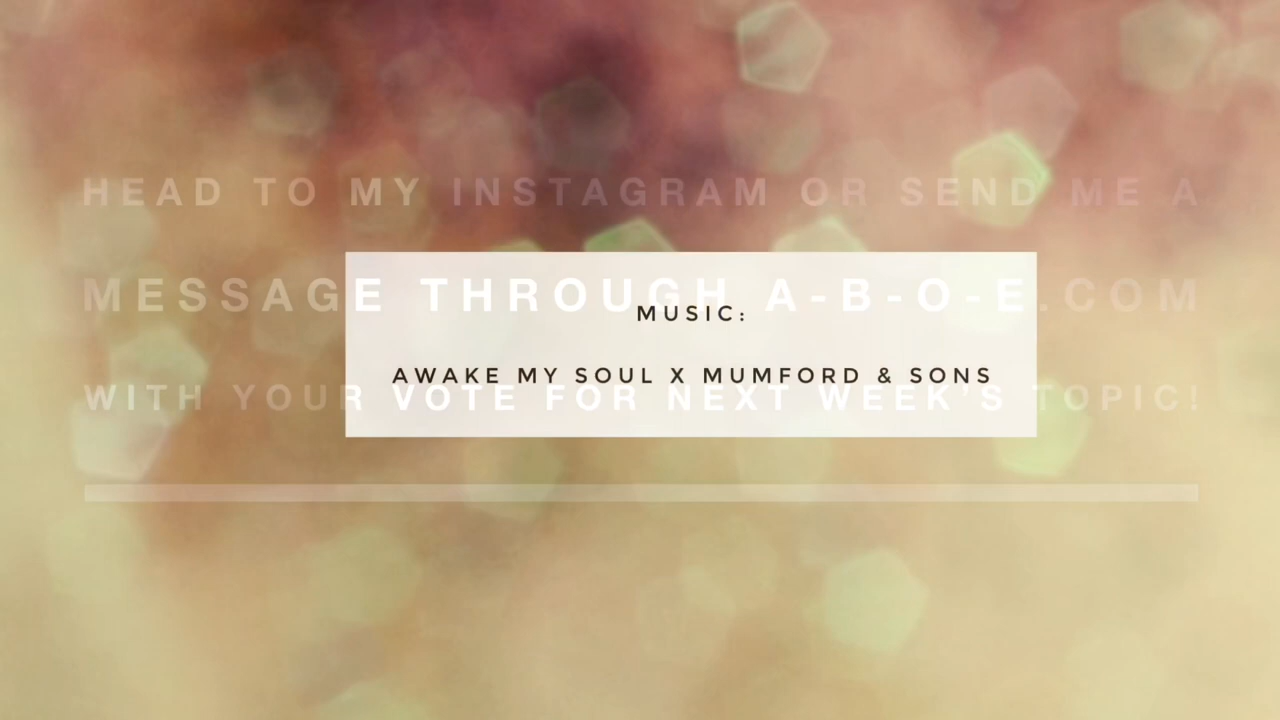 HEAD TO MY INSTAGRAM OR SEND ME A
MESSAGE THROUGH A-B-O-E.COM
MUSIC:
AWAKE MY SOUL X MUMFORD & SONS
WITH YOUR VOTE FOR NEXT WEEK'S TOPIC!